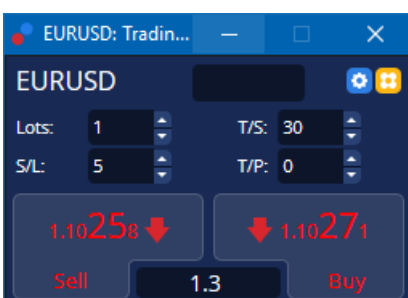 EURUSD: Tradin...
EURUSD
Lots: 1 T/S: 30
S/L: 5 T/P: 0
1.10258 1.10271
Sell 1.3 Buy